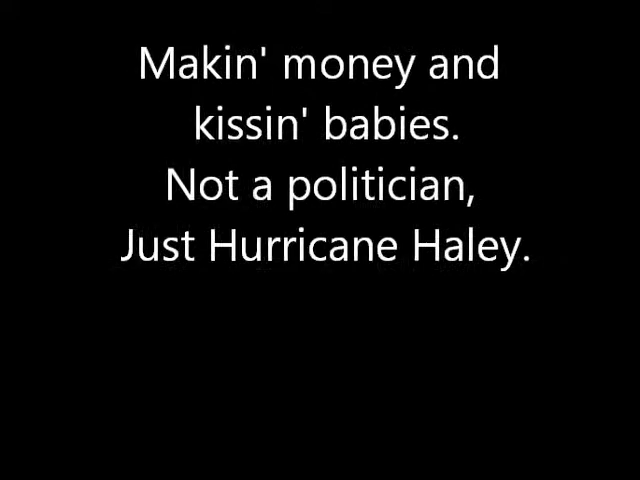 Makin' money and
kissin' babies.
Not a politician,
Just Hurricane Haley.